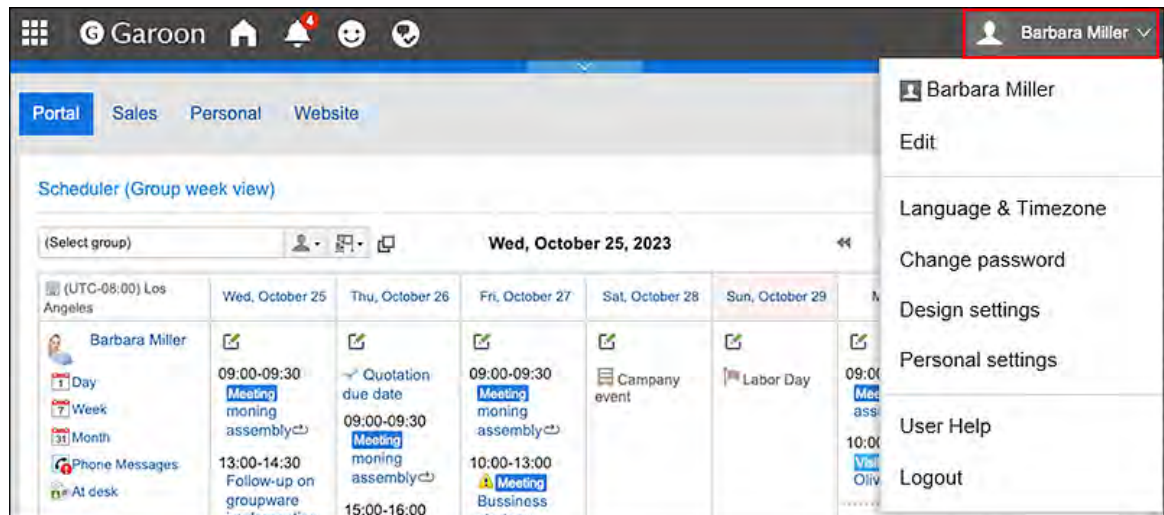 Garoon
4
Barbara Miller
Barbara Miller
Edit
Language & Timezone
Change password
Design settings
Personal settings
User Help
Logout
Portal Sales Personal Website
Scheduler (Group week view)
(Select group)
Wed, October 25, 2023
(UTC-08:00) Los
Angeles
Wed, October 25
Thu, October 26
Fri, October 27
Sat, October 28
Sun, October 29
Barbara Miller
1 Day
7 Week
31 Month
Phone Messages
At desk
09:00-09:30
Meeting
moning
assembly
13:00-14:30
Follow-up on
groupware
Quotation
due date
09:00-09:30
Meeting
moning
assembly
15:00-16:00
09:00-09:30
Meeting
moning
assembly
10:00-13:00
Meeting
Bussiness
Campany
event
Labor Day